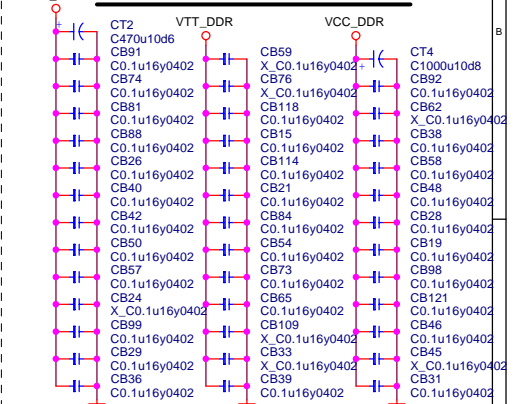 CT2
C470u10d6
CB91
C0.1u16y0402
CB74
C0.1u16y0402
CB81
C0.1u16y0402
CB88
C0.1u16y0402
CB26
C0.1u16y0402
CB40
C0.1u16y0402
CB42
C0.1u16y0402
CB50
C0.1u16y0402
CB57
C0.1u16y0402
CB24
X_C0.1u16y0402
CB99
C0.1u16y0402
CB29
C0.1u16y0402
CB36
C0.1u16y0402
VTT_DDR
CB59
X_C0.1u16y0402
CB76
X_C0.1u16y0402
CB118
C0.1u16y0402
CB15
C0.1u16y0402
CB114
C0.1u16y0402
CB21
C0.1u16y0402
CB84
C0.1u16y0402
CB54
C0.1u16y0402
CB73
C0.1u16y0402
CB65
C0.1u16y0402
CB109
X_C0.1u16y0402
CB33
X_C0.1u16y0402
CB39
C0.1u16y0402
VCC_DDR
CT4
C1000u10d8
CB92
C0.1u16y0402
CB62
X_C0.1u16y0402
CB38
C0.1u16y0402
CB58
C0.1u16y0402
CB48
C0.1u16y0402
CB28
C0.1u16y0402
CB19
C0.1u16y0402
CB98
C0.1u16y0402
CB121
C0.1u16y0402
CB46
C0.1u16y0402
CB45
X_C0.1u16y0402
CB31
C0.1u16y0402
B